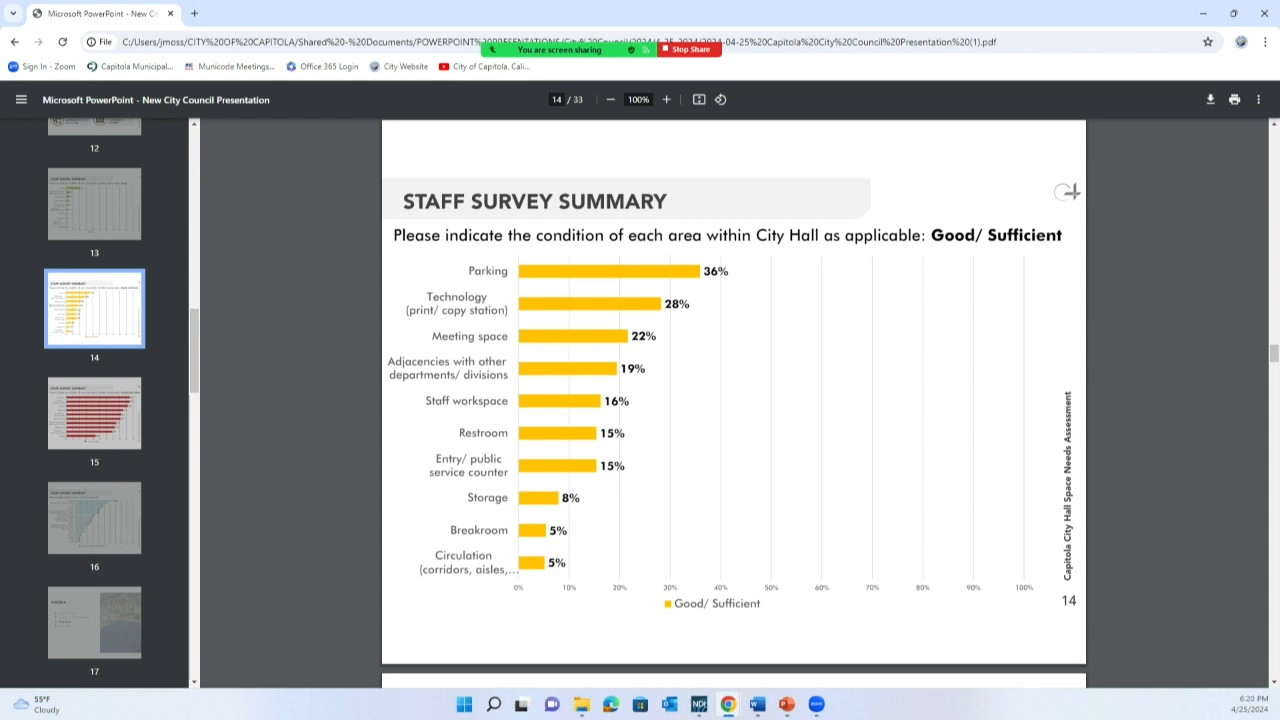 Microsoft PowerPoint - New Cit
File
C:/Users/jmoss/CITY%20OF%20CAPITOLA/Shared%20-%20Documents/POWERPOINT%20PRESENTATIONS/City%20Council/2024/4-25-2024/2024-04-25%20Capitola%20City%20Council%20Presentation%20(1).pdf
You are screen sharing
Stop Share
Sign In - Zoom
Capitola Municipal...
Municode Meetings...
Office 365 Login
City Website
City of Capitola, Cali...
Microsoft PowerPoint - New City Council Presentation
14 / 33
100%
12
13
14
15
16
17
STAFF SURVEY SUMMARY
Please indicate the condition of each area within City Hall as applicable: Good/ Sufficient
Parking 36%
Technology
(print/ copy station) 28%
Meeting space 22%
Adjacencies with other
departments/ divisions 19%
Staff workspace 16%
Restroom 15%
Entry/ public
service counter 15%
Storage 8%
Breakroom 5%
Circulation
(corridors, aisles,... 5%
0% 10% 20% 30% 40% 50% 60% 70% 80% 90% 100%
Good/ Sufficient
Capitola City Hall Space Needs Assessment
14
55°F
Cloudy
6:20 PM
4/25/2024